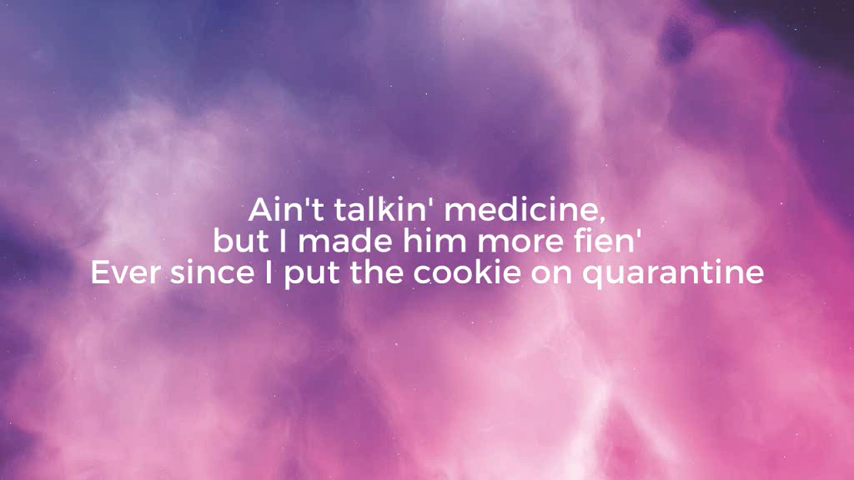 Ain't talkin' medicine,
but I made him more fien'
Ever since I put the cookie on quarantine